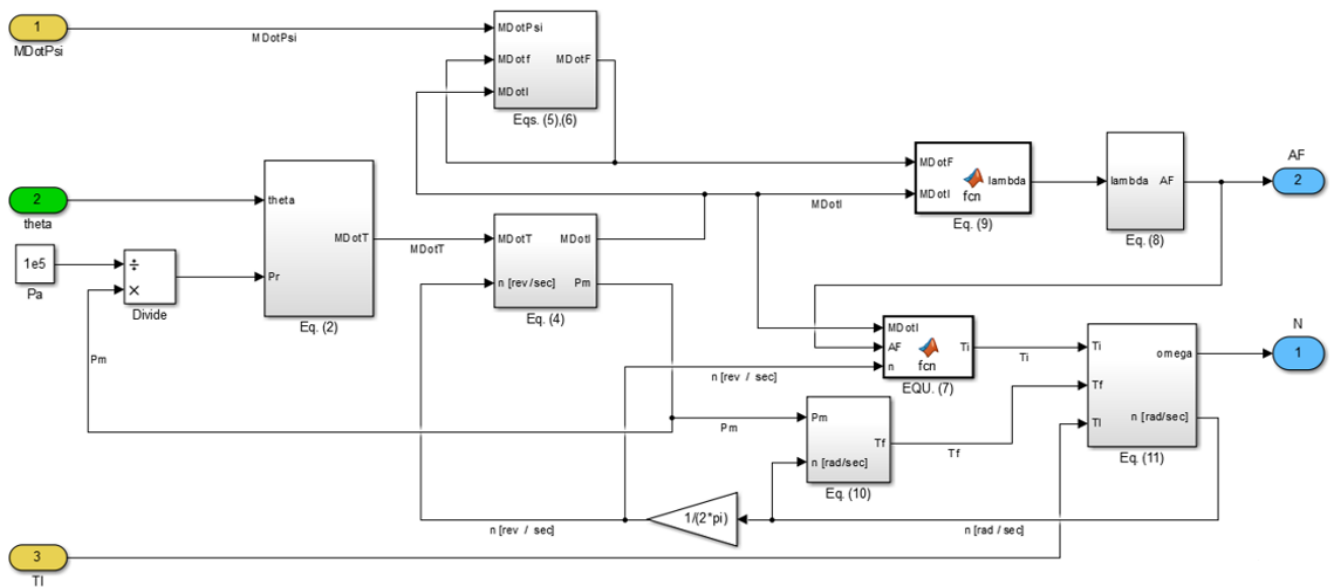 1
MDotPsi
MDotPsi
MDotPsi
MDotf
MDotI
MDotF
Eqs. (5),(6)
2
theta
1e5
Pa
÷
×
Divide
Pm
theta
Pr
MDotT
Eq. (2)
MDotT
MDotT
n [rev/sec]
MDotI
Pm
Eq. (4)
MDotI
MDotF
MDotI
fcn
lambda
Eq. (9)
lambda
AF
Eq. (8)
AF
2
MDotI
AF
n
fcn
Ti
EQU. (7)
Ti
n [rev / sec]
Pm
Pm
n [rad/sec]
Tf
Eq. (10)
Tf
Ti
Tf
Tl
omega
n [rad/sec]
Eq. (11)
N
1
1/(2*pi)
n [rev / sec]
n [rad / sec]
3
Tl